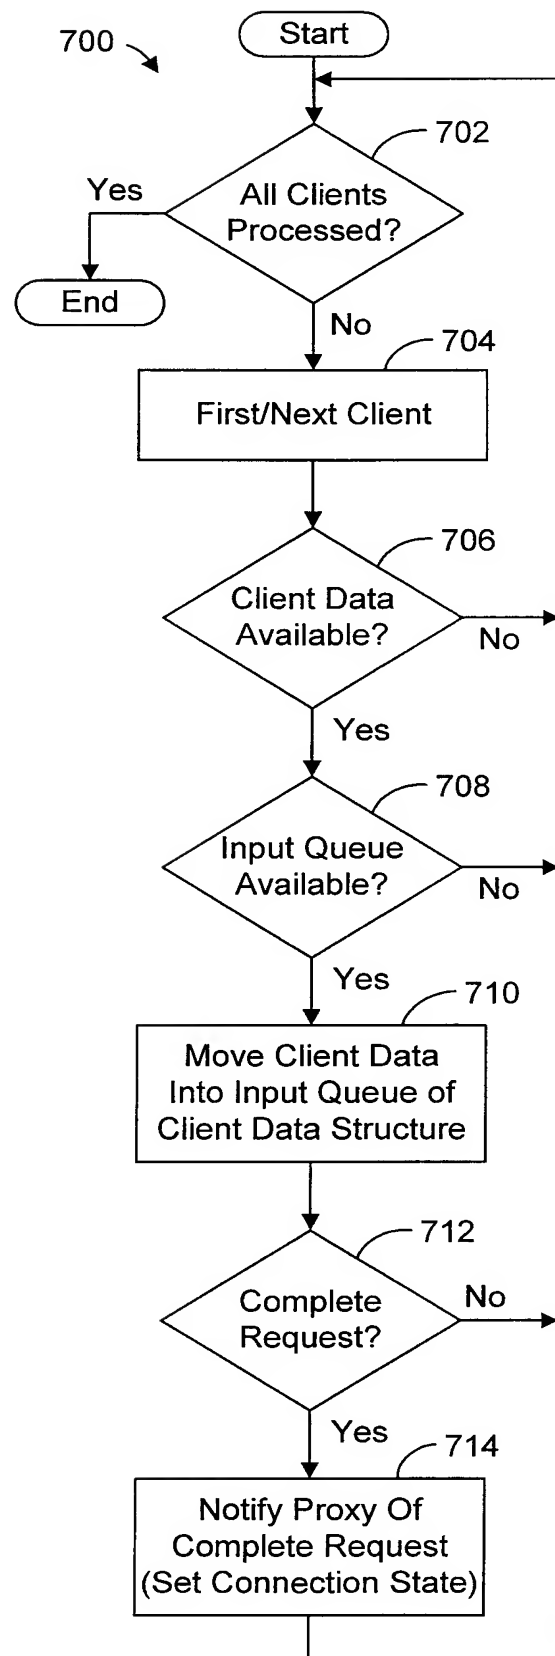 700
Start
702
All Clients
Processed?
Yes
End
No
704
First/Next Client
706
Client Data
Available?
No
Yes
708
Input Queue
Available?
No
Yes
710
Move Client Data
Into Input Queue of
Client Data Structure
712
Complete
Request?
No
Yes
714
Notify Proxy Of
Complete Request
(Set Connection State)